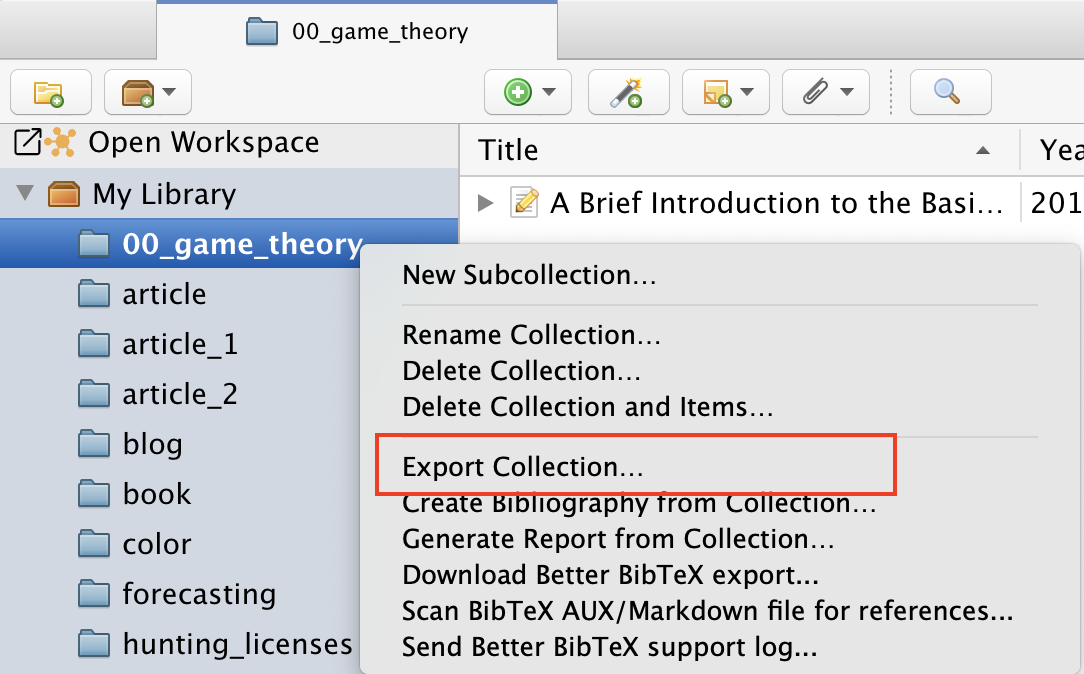 00_game_theory
Open Workspace
My Library
00_game_theory
article
article_1
article_2
blog
book
color
forecasting
hunting_licenses
Title
Yea
A Brief Introduction to the Basi...
201
New Subcollection...
Rename Collection...
Delete Collection...
Delete Collection and Items...
Export Collection...
Create Bibliography from Collection...
Generate Report from Collection...
Download Better BibTeX export...
Scan BibTeX AUX/Markdown file for references...
Send Better BibTeX support log...